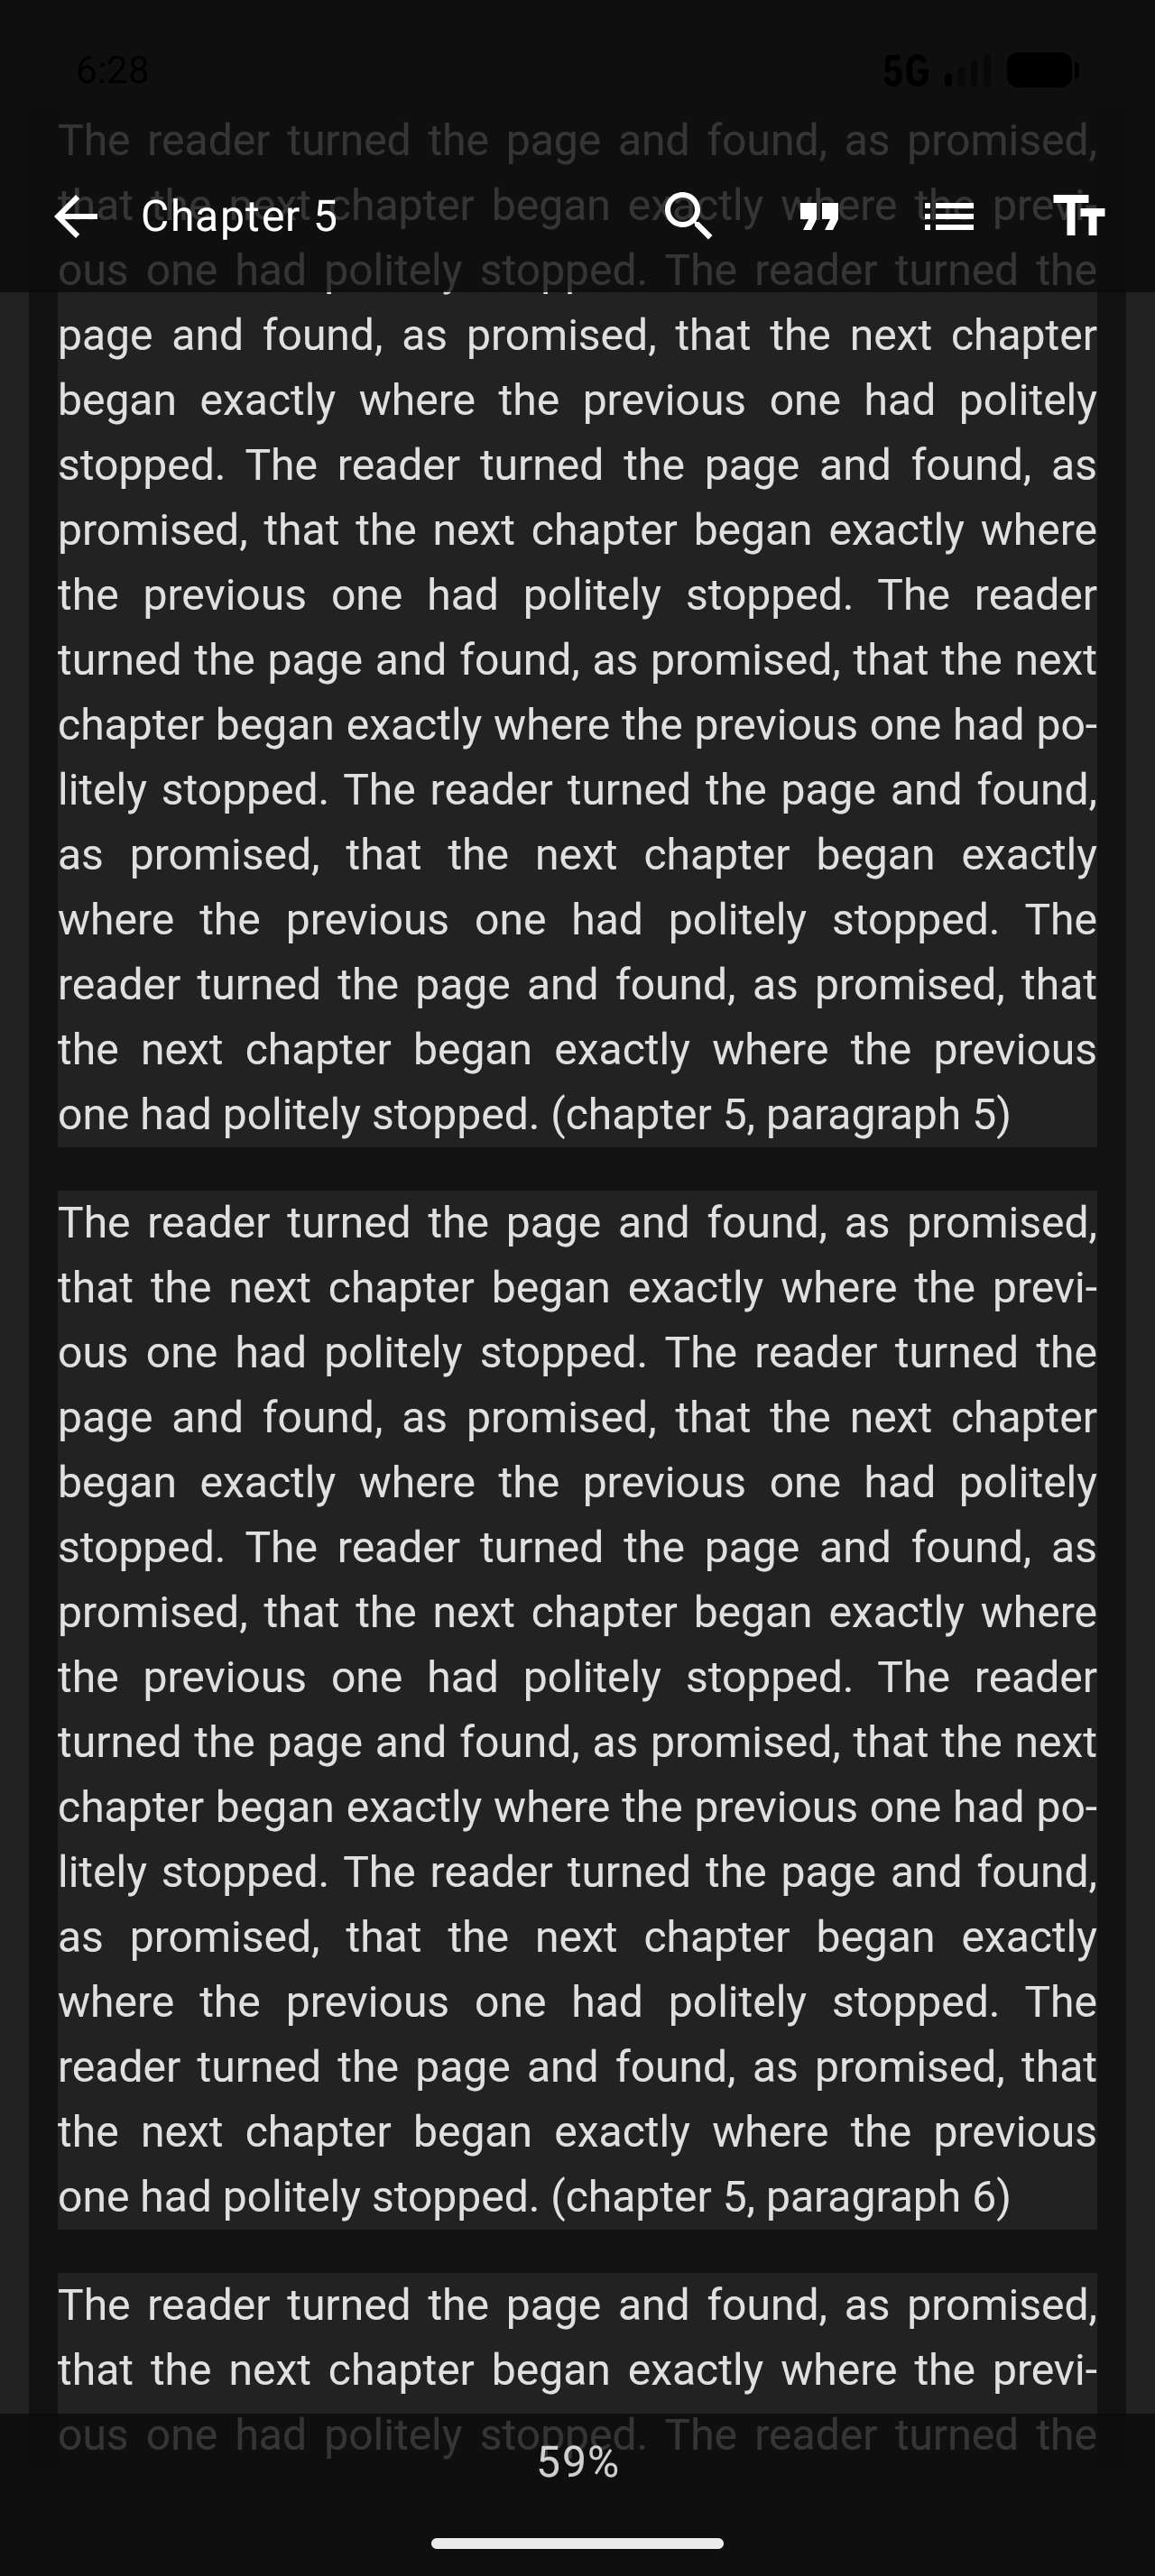 6:28 5G
The reader turned the page and found, as promised,
that the next chapter began exactly where the previ-
Chapter 5
ous one had politely stopped. The reader turned the
page and found, as promised, that the next chapter
began exactly where the previous one had politely
stopped. The reader turned the page and found, as
promised, that the next chapter began exactly where
the previous one had politely stopped. The reader
turned the page and found, as promised, that the next
chapter began exactly where the previous one had po-
litely stopped. The reader turned the page and found,
as promised, that the next chapter began exactly
where the previous one had politely stopped. The
reader turned the page and found, as promised, that
the next chapter began exactly where the previous
one had politely stopped. (chapter 5, paragraph 5)
The reader turned the page and found, as promised,
that the next chapter began exactly where the previ-
ous one had politely stopped. The reader turned the
page and found, as promised, that the next chapter
began exactly where the previous one had politely
stopped. The reader turned the page and found, as
promised, that the next chapter began exactly where
the previous one had politely stopped. The reader
turned the page and found, as promised, that the next
chapter began exactly where the previous one had po-
litely stopped. The reader turned the page and found,
as promised, that the next chapter began exactly
where the previous one had politely stopped. The
reader turned the page and found, as promised, that
the next chapter began exactly where the previous
one had politely stopped. (chapter 5, paragraph 6)
The reader turned the page and found, as promised,
that the next chapter began exactly where the previ-
ous one had politely stopped. The reader turned the
59%